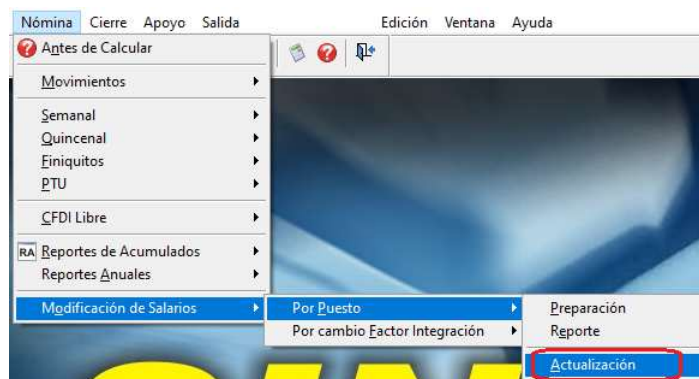 Nómina Cierre Apoyo Salida Edición Ventana Ayuda
Antes de Calcular
Movimientos
Semanal
Quincenal
Finiquitos
PTU
CFDI Libre
RA Reportes de Acumulados
Reportes Anuales
Modificación de Salarios Por Puesto Preparación
Por cambio Factor Integración Reporte
Actualización